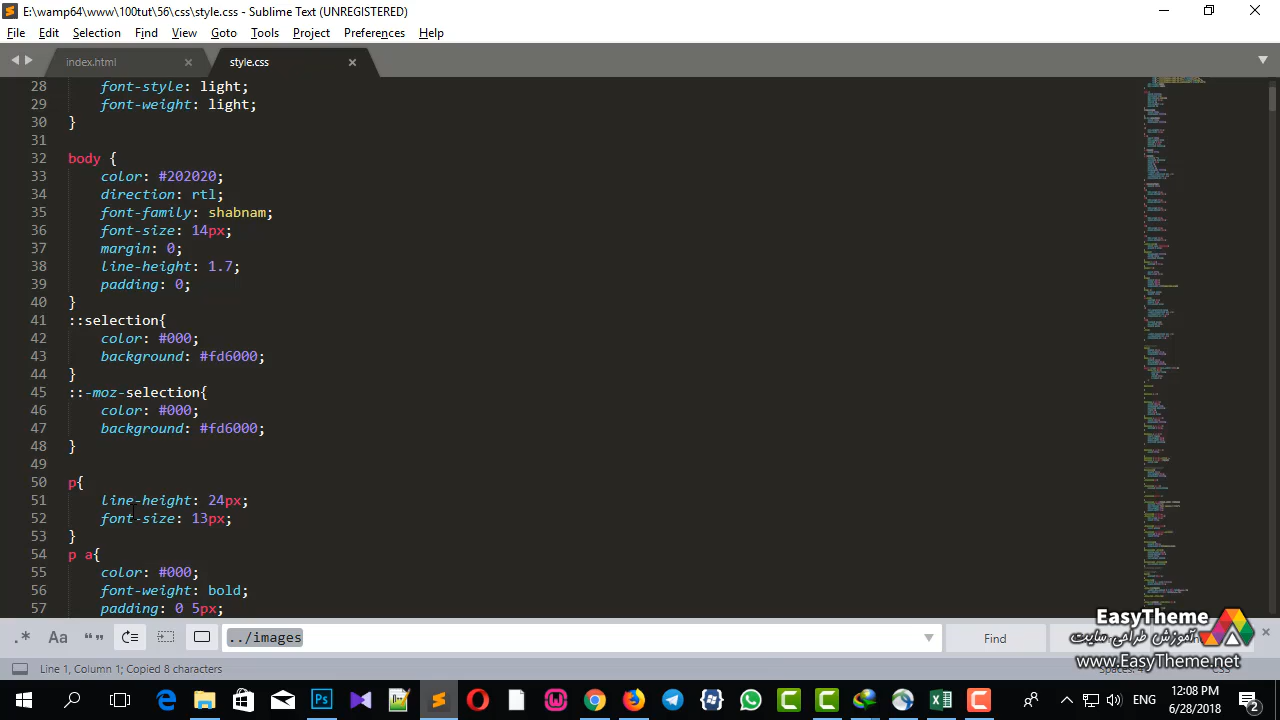 E:\wamp64\www\100tut\56\css\style.css - Sublime Text (UNREGISTERED)
File Edit Selection Find View Goto Tools Project Preferences Help
index.html style.css
28 font-style: light;
29 font-weight: light;
30 }
31
32 body {
33 color: #202020;
34 direction: rtl;
35 font-family: shabnam;
36 font-size: 14px;
37 margin: 0;
38 line-height: 1.7;
39 padding: 0;
40 }
41 ::selection{
42 color: #000;
43 background: #fd6000;
44 }
45 ::-moz-selection{
46 color: #000;
47 background: #fd6000;
48 }
49
50 p{
51 line-height: 24px;
52 font-size: 13px;
53 }
54 p a{
55 color: #000;
56 font-weight: bold;
57 padding: 0 5px;
EasyTheme
آموزش طراحی سایت
www.EasyTheme.net
.* Aa “” ../images Find
Line 1, Column 1; Copied 8 characters
ENG
12:08 PM
6/28/2018
2